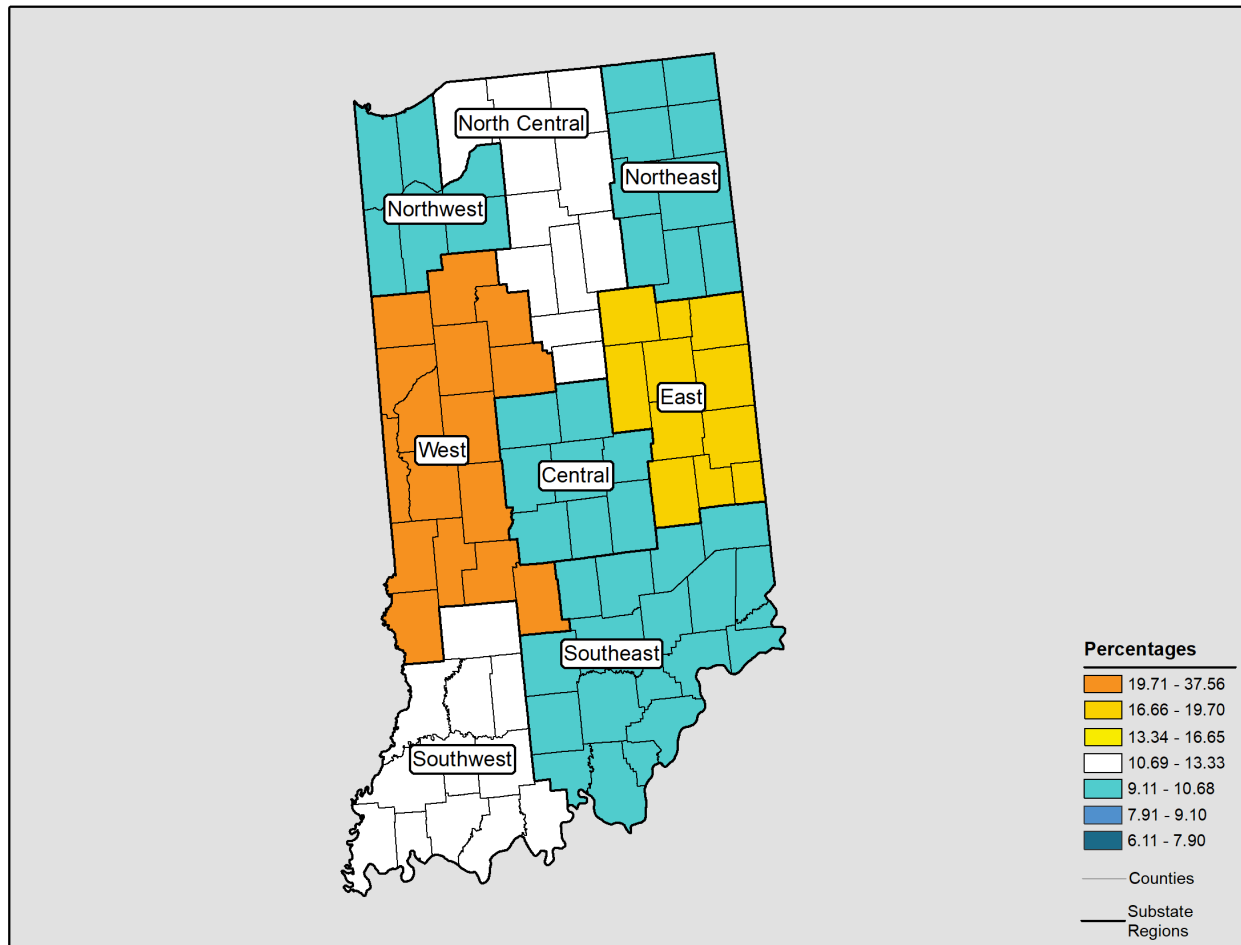 North Central
Northeast
Northwest
East
West
Central
Southeast
Southwest
Percentages
19.71 - 37.56
16.66 - 19.70
13.34 - 16.65
10.69 - 13.33
9.11 - 10.68
7.91 - 9.10
6.11 - 7.90
Counties
Substate
Regions